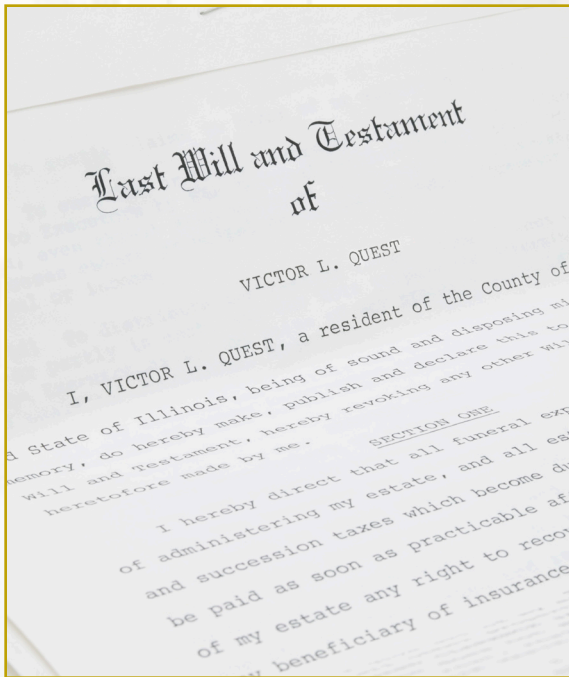 Last Will and Testament
of
VICTOR L. QUEST
I, VICTOR L. QUEST, a resident of the County of
d State of Illinois, being of sound and disposing mi
memory, do hereby make, publish and declare this to
Will and Testament, hereby revoking any other Wil
heretofore made by me.
SECTION ONE
I hereby direct that all funeral exp
of administering my estate, and all est
and succession taxes which become du
be paid as soon as practicable af
of my estate any right to recov
beneficiary of insurance